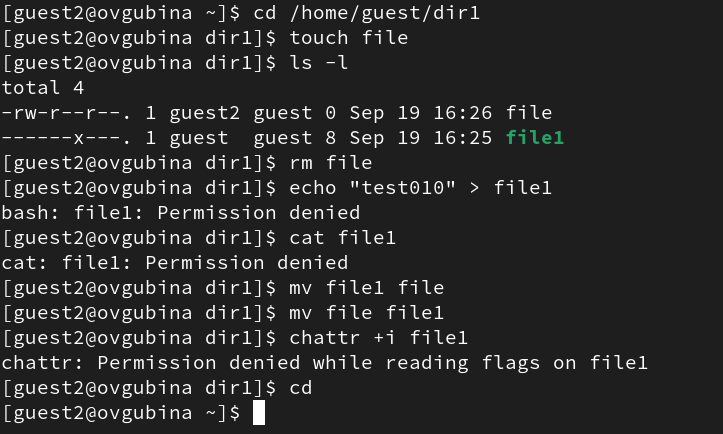 [guest2@ovgubina ~]$ cd /home/guest/dir1
[guest2@ovgubina dir1]$ touch file
[guest2@ovgubina dir1]$ ls -l
total 4
-rw-r--r--. 1 guest2 guest 0 Sep 19 16:26 file
------x---. 1 guest  guest 8 Sep 19 16:25 file1
[guest2@ovgubina dir1]$ rm file
[guest2@ovgubina dir1]$ echo "test010" > file1
bash: file1: Permission denied
[guest2@ovgubina dir1]$ cat file1
cat: file1: Permission denied
[guest2@ovgubina dir1]$ mv file1 file
[guest2@ovgubina dir1]$ mv file file1
[guest2@ovgubina dir1]$ chattr +i file1
chattr: Permission denied while reading flags on file1
[guest2@ovgubina dir1]$ cd
[guest2@ovgubina ~]$